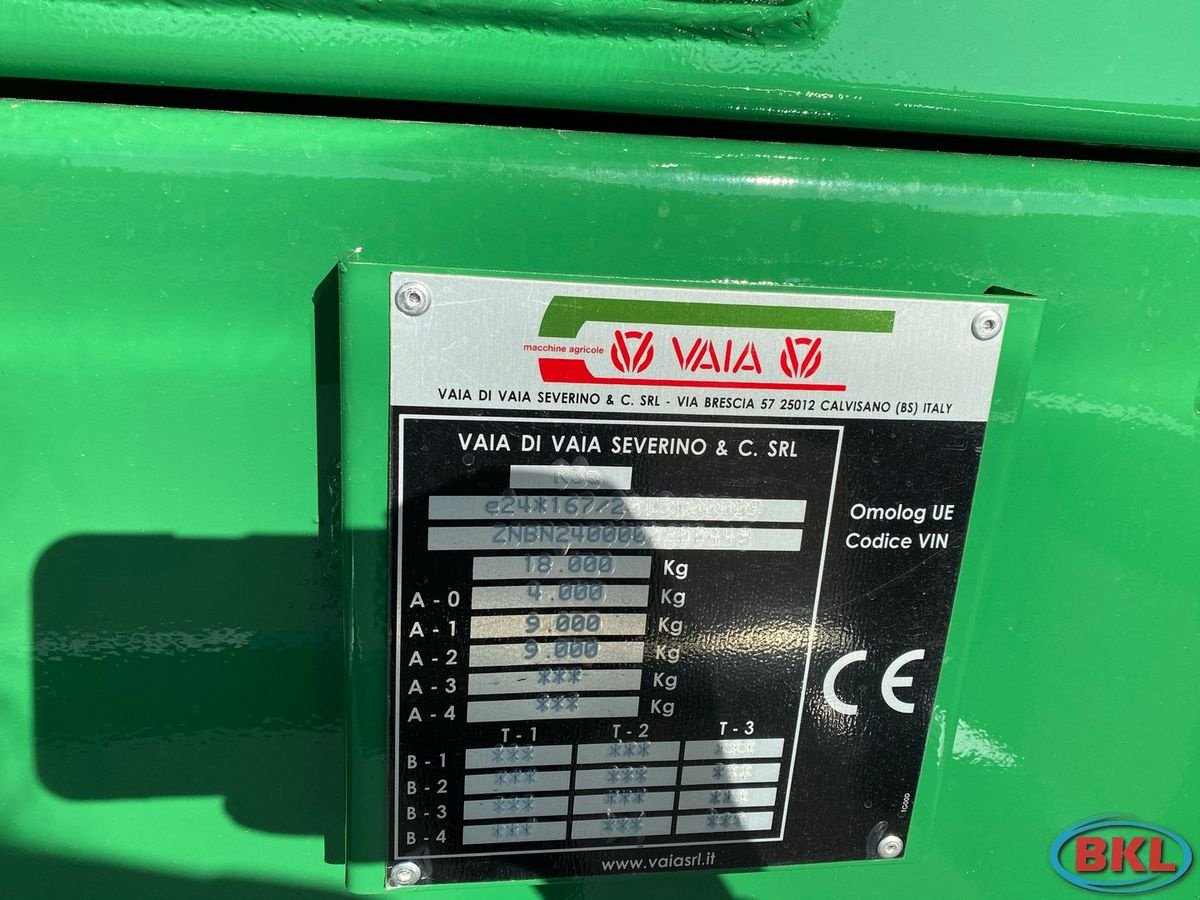 macchine agricole VAIA
VAIA DI VAIA SEVERINO & C. SRL - VIA BRESCIA 57 25012 CALVISANO (BS) ITALY
VAIA DI VAIA SEVERINO & C. SRL
Omolog UE
Codice VIN
18.000 Kg
A - 0 4.000 Kg
A - 1 9.000 Kg
A - 2 9.000 Kg
A - 3 *** Kg
A - 4 *** Kg
T - 1 T - 2 T - 3
B - 1 *** *** ***
B - 2 *** *** ***
B - 3 *** *** ***
B - 4 *** *** ***
CE
1G00D
www.vaiasrl.it
BKL